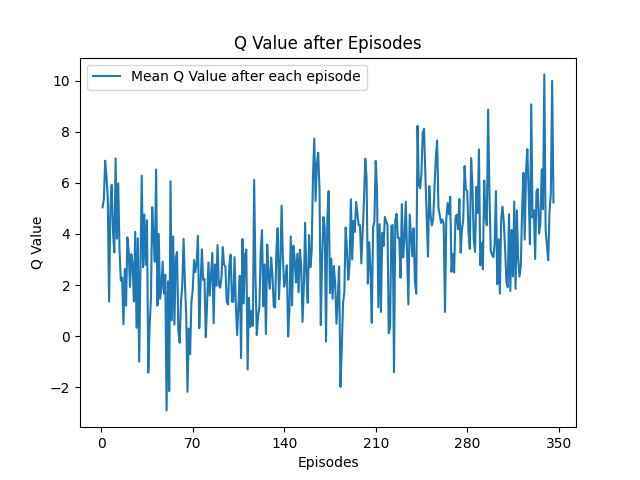 Q Value after Episodes
Mean Q Value after each episode
10
8
6
4
2
0
−2
Q Value
0 70 140 210 280 350
Episodes